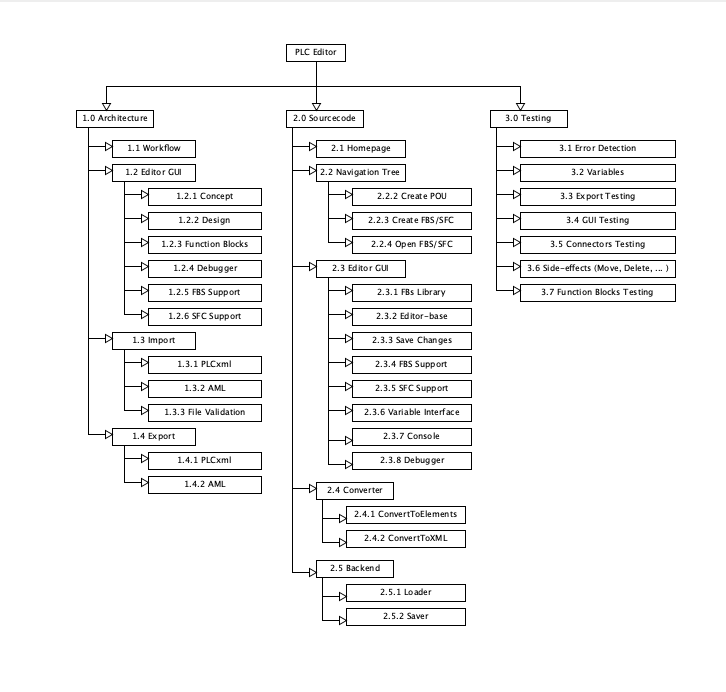 PLC Editor
1.0 Architecture
1.1 Workflow
1.2 Editor GUI
1.2.1 Concept
1.2.2 Design
1.2.3 Function Blocks
1.2.4 Debugger
1.2.5 FBS Support
1.2.6 SFC Support
1.3 Import
1.3.1 PLCxml
1.3.2 AML
1.3.3 File Validation
1.4 Export
1.4.1 PLCxml
1.4.2 AML
2.0 Sourcecode
2.1 Homepage
2.2 Navigation Tree
2.2.2 Create POU
2.2.3 Create FBS/SFC
2.2.4 Open FBS/SFC
2.3 Editor GUI
2.3.1 FBs Library
2.3.2 Editor-base
2.3.3 Save Changes
2.3.4 FBS Support
2.3.5 SFC Support
2.3.6 Variable Interface
2.3.7 Console
2.3.8 Debugger
2.4 Converter
2.4.1 ConvertToElements
2.4.2 ConvertToXML
2.5 Backend
2.5.1 Loader
2.5.2 Saver
3.0 Testing
3.1 Error Detection
3.2 Variables
3.3 Export Testing
3.4 GUI Testing
3.5 Connectors Testing
3.6 Side-effects (Move, Delete, ... )
3.7 Function Blocks Testing